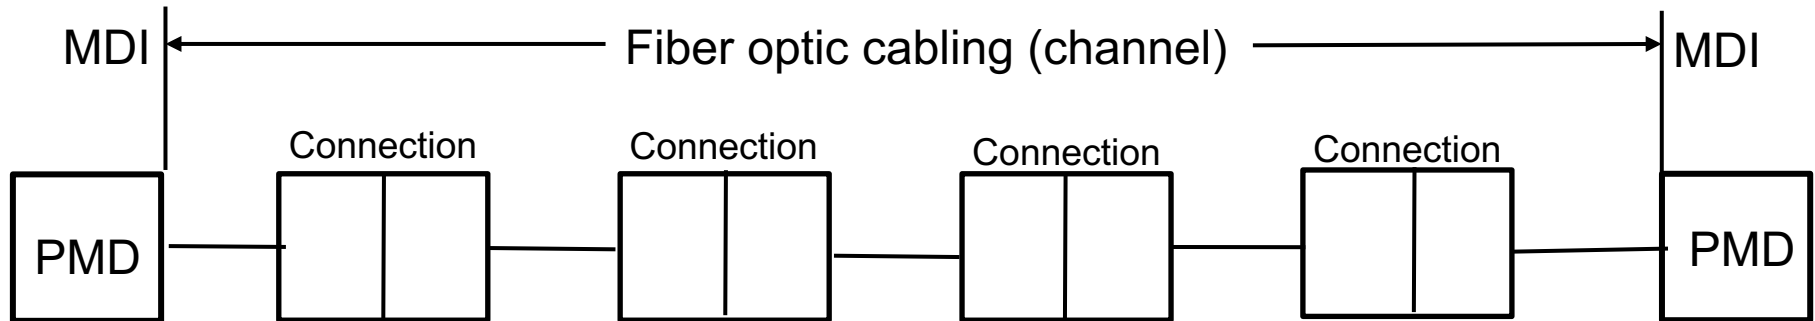 MDI Fiber optic cabling (channel) MDI
Connection Connection Connection Connection
PMD PMD